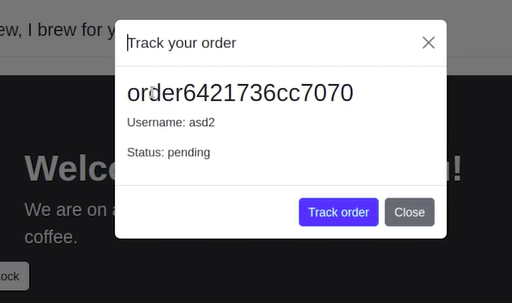 ew, I brew for y
Track your order
order6421736cc7070
Username: asd2
Status: pending
Track order
Close
Welco
u!
We are on a
coffee.
ock